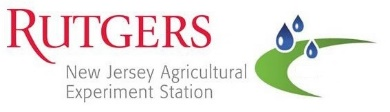 RUTGERS
New Jersey Agricultural
Experiment Station